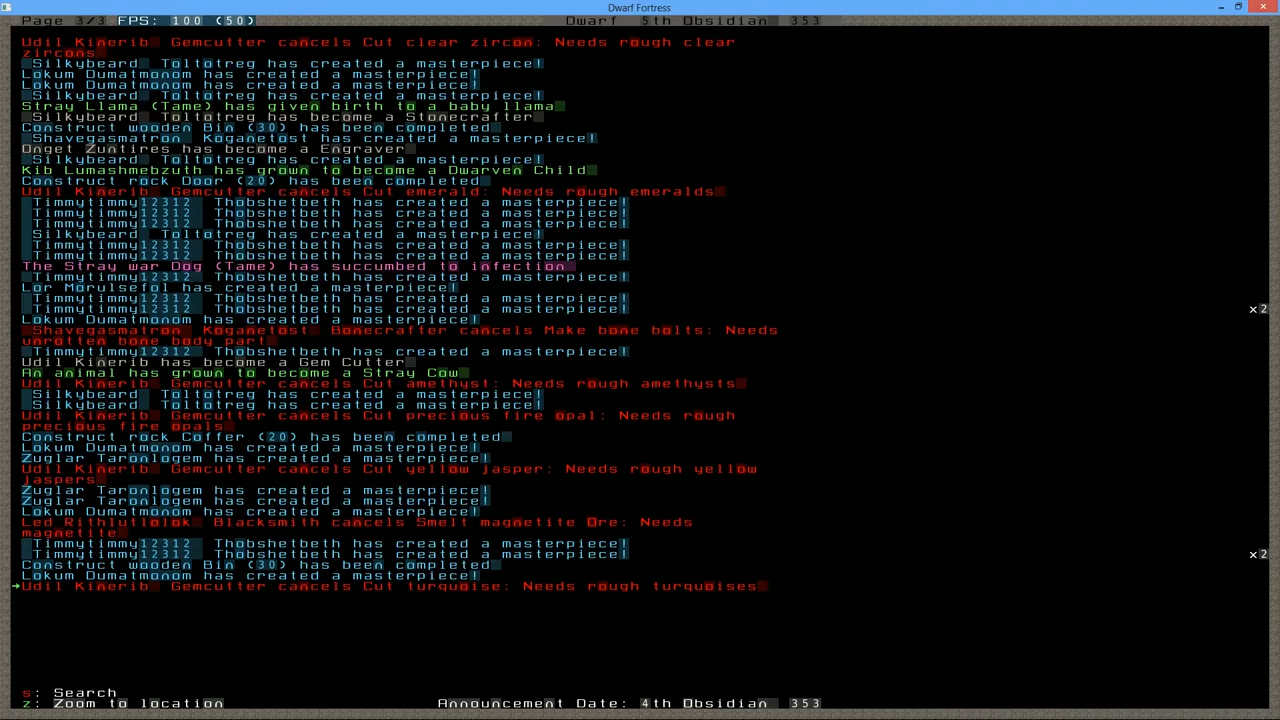 Dwarf Fortress
Page 3/3 FPS: 100 (50) Dwarf 5th Obsidian 353
Udil Kinerib Gemcutter cancels Cut clear zircon: Needs rough clear
zircons
Silkybeard Toltotreg has created a masterpiece!
Lokum Dumatmonom has created a masterpiece!
Lokum Dumatmonom has created a masterpiece!
Silkybeard Toltotreg has created a masterpiece!
Stray Llama (Tame) has given birth to a baby llama
Silkybeard Toltotreg has become a Stonecrafter
Construct wooden Bin (30) has been completed
Shavegasmatron Koganetost has created a masterpiece!
Onget Zuntires has become a Engraver
Silkybeard Toltotreg has created a masterpiece!
Kib Lumashmebzuth has grown to become a Dwarven Child
Construct rock Door (20) has been completed
Udil Kinerib Gemcutter cancels Cut emerald: Needs rough emeralds
Timmytimmy12312 Thobshetbeth has created a masterpiece!
Timmytimmy12312 Thobshetbeth has created a masterpiece!
Timmytimmy12312 Thobshetbeth has created a masterpiece!
Silkybeard Toltotreg has created a masterpiece!
Timmytimmy12312 Thobshetbeth has created a masterpiece!
Timmytimmy12312 Thobshetbeth has created a masterpiece!
The Stray war Dog (Tame) has succumbed to infection
Timmytimmy12312 Thobshetbeth has created a masterpiece!
Lor Morulsefol has created a masterpiece!
Timmytimmy12312 Thobshetbeth has created a masterpiece!
Timmytimmy12312 Thobshetbeth has created a masterpiece! x2
Lokum Dumatmonom has created a masterpiece!
Shavegasmatron Koganetost Bonecrafter cancels Make bone bolts: Needs
unrotten bone body part
Timmytimmy12312 Thobshetbeth has created a masterpiece!
Udil Kinerib has become a Gem Cutter
An animal has grown to become a Stray Cow
Udil Kinerib Gemcutter cancels Cut amethyst: Needs rough amethysts
Silkybeard Toltotreg has created a masterpiece!
Silkybeard Toltotreg has created a masterpiece!
Udil Kinerib Gemcutter cancels Cut precious fire opal: Needs rough
precious fire opals
Construct rock Coffer (20) has been completed
Lokum Dumatmonom has created a masterpiece!
Zuglar Taronlogem has created a masterpiece!
Udil Kinerib Gemcutter cancels Cut yellow jasper: Needs rough yellow
jaspers
Zuglar Taronlogem has created a masterpiece!
Zuglar Taronlogem has created a masterpiece!
Lokum Dumatmonom has created a masterpiece!
Led Rithlutlolok Blacksmith cancels Smelt magnetite Ore: Needs
magnetite
Timmytimmy12312 Thobshetbeth has created a masterpiece!
Timmytimmy12312 Thobshetbeth has created a masterpiece! x2
Construct wooden Bin (30) has been completed
Lokum Dumatmonom has created a masterpiece!
Udil Kinerib Gemcutter cancels Cut turquoise: Needs rough turquoises
s: Search
z: Zoom to location Announcement Date: 4th Obsidian 353